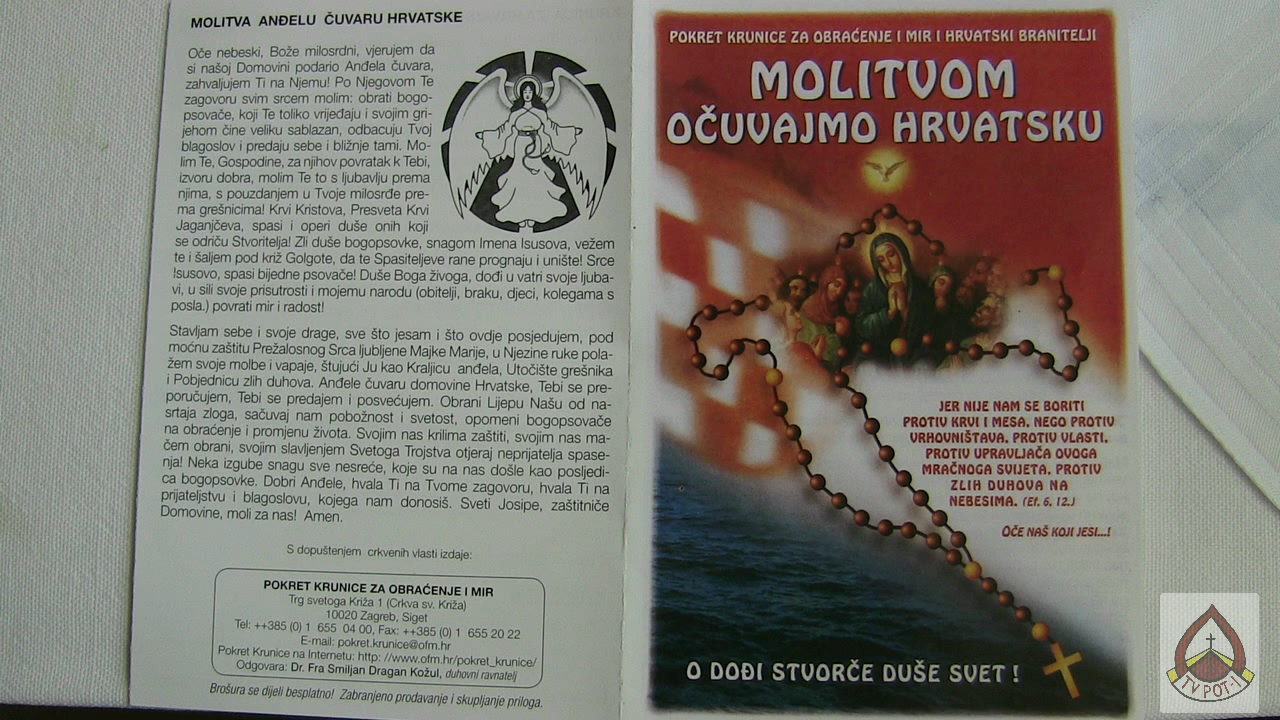 MOLITVA ANĐELU ČUVARU HRVATSKE
Oče nebeski, Bože milosrdni, vjerujem da
si našoj Domovini podario Anđela čuvara,
zahvaljujem Ti na Njemu! Po Njegovom Te
zagovoru svim srcem molim: obrati bogo-
psovače, koji Te toliko vrijeđaju i svojim gri-
jehom čine veliku sablazan, odbacuju Tvoj
blagoslov i predaju sebe i bližnje tami. Mo-
lim Te, Gospodine, za njihov povratak k Tebi,
izvoru dobra, molim Te to s ljubavlju prema
njima, s pouzdanjem u Tvoje milosrđe pre-
ma grešnicima! Krvi Kristova, Presveta Krvi
Jaganjčeva, spasi i operi duše onih koji
se odriču Stvoritelja! Zli duše bogopsovke, snagom Imena Isusova, vežem
te i šaljem pod križ Golgote, da te Spasiteljeve rane prognaju i unište! Srce
Isusovo, spasi bijedne psovače! Duše Boga živoga, dođi u vatri svoje ljuba-
vi, u sili svoje prisutrosti i mojemu narodu (obitelji, braku, djeci, kolegama s
posla.) povrati mir i radost!
Stavljam sebe i svoje drage, sve što jesam i što ovdje posjedujem, pod
moćnu zaštitu Prežalosnog Srca ljubljene Majke Marije, u Njezine ruke pola-
žem svoje molbe i vapaje, štujući Ju kao Kraljicu anđela, Utočište grešnika
i Pobjednicu zlih duhova. Anđele čuvaru domovine Hrvatske, Tebi se pre-
poručujem, Tebi se predajem i posvećujem. Obrani Lijepu Našu od na-
srtaja zloga, sačuvaj nam pobožnost i svetost, opomeni bogopsovače
na obraćenje i promjenu života. Svojim nas krilima zaštiti, svojim nas ma-
čem obrani, svojim slavljenjem Svetoga Trojstva otjeraj neprijatelja spase-
nja! Neka izgube snagu sve nesreće, koje su na nas došle kao posljedi-
ca bogopsovke. Dobri Anđele, hvala Ti na Tvome zagovoru, hvala Ti na
prijateljstvu i blagoslovu, kojega nam donosiš. Sveti Josipe, zaštitniče
Domovine, moli za nas! Amen.
S dopuštenjem crkvenih vlasti izdaje:
POKRET KRUNICE ZA OBRAĆENJE I MIR
Trg svetoga Križa 1 (Crkva sv. Križa)
10020 Zagreb, Siget
Tel: ++385 (0) 1 655 04 00, Fax: ++385 (0) 1 655 20 22
E-mail: pokret.krunice@ofm.hr
Pokret Krunice na Internetu: http: //www.ofm.hr/pokret_krunice/
Odgovara: Dr. Fra Smiljan Dragan Kožul, duhovni ravnatelj
Brošura se dijeli besplatno! Zabranjeno prodavanje i skupljanje priloga.
POKRET KRUNICE ZA OBRAĆENJE I MIR I HRVATSKI BRANITELJI
MOLITVOM
OČUVAJMO HRVATSKU
JER NIJE NAM SE BORITI
PROTIV KRVI I MESA, NEGO PROTIV
VRHOVNIŠTAVA, PROTIV VLASTI,
PROTIV UPRAVLJAČA OVOGA
MRAČNOGA SVIJETA, PROTIV
ZLIH DUHOVA NA
NEBESIMA. (Ef. 6, 12.)
OČE NAŠ KOJI JESI...!
O DOĐI STVORČE DUŠE SVET !
TV POT-1